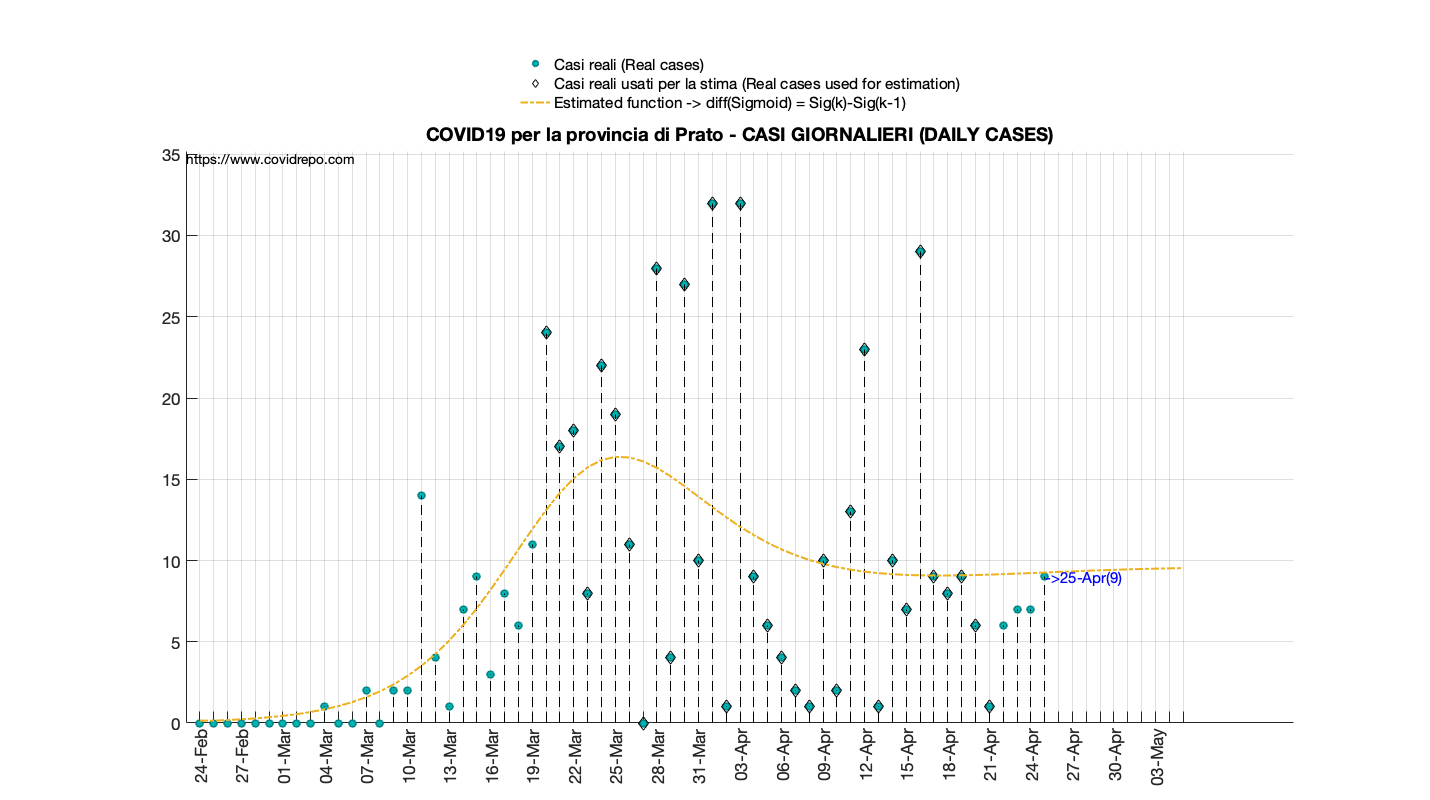 Casi reali (Real cases)
Casi reali usati per la stima (Real cases used for estimation)
Estimated function -> diff(Sigmoid) = Sig(k)-Sig(k-1)
COVID19 per la provincia di Prato - CASI GIORNALIERI (DAILY CASES)
https://www.covidrepo.com
35
30
25
20
15
10
5
0
->25-Apr(9)
24-Feb
27-Feb
01-Mar
04-Mar
07-Mar
10-Mar
13-Mar
16-Mar
19-Mar
22-Mar
25-Mar
28-Mar
31-Mar
03-Apr
06-Apr
09-Apr
12-Apr
15-Apr
18-Apr
21-Apr
24-Apr
27-Apr
30-Apr
03-May